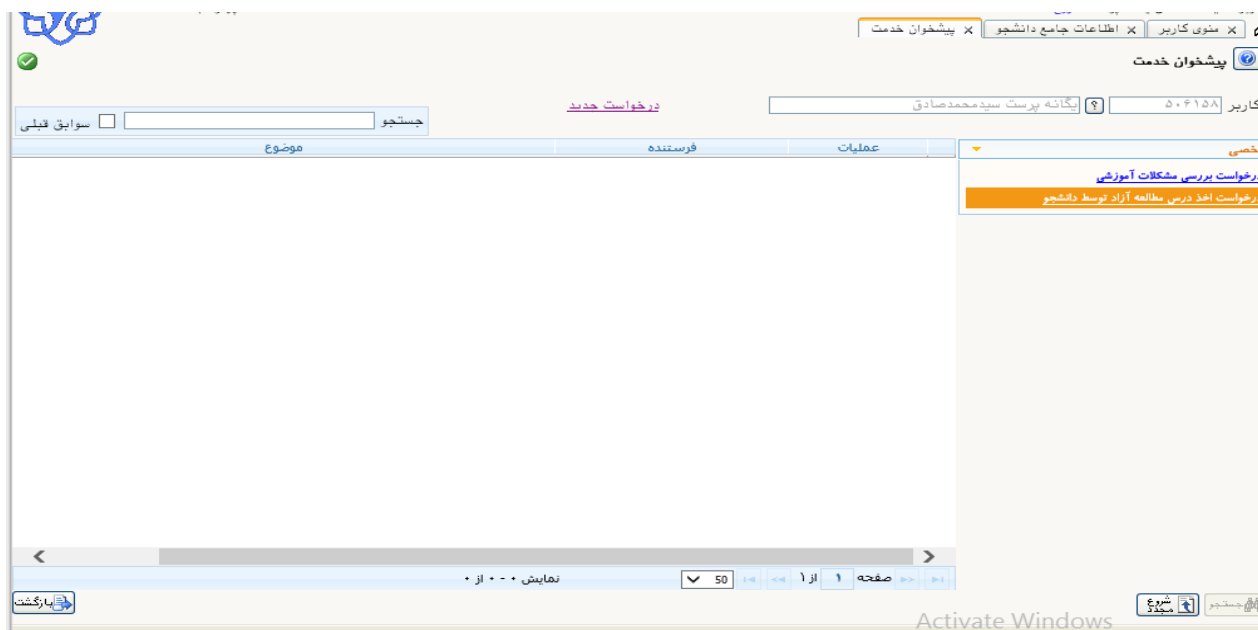 منوی کاربر × اطلاعات جامع دانشجو × پیشخوان خدمت ×
پیشخوان خدمت
کاربر ۵۰۶۱۵۸ ؟ یگانه پرست سیدمحمدصادق
درخواست جدید
جستجو
سوابق قبلی
عملیات فرستنده موضوع
درخواست بررسی مشکلات آموزشی
درخواست اخذ درس مطالعه آزاد توسط دانشجو
صفحه ۱ از ۱ 50 نمایش ۰ - ۰ از ۰
جستجو شروع مجدد بازگشت
Activate Windows